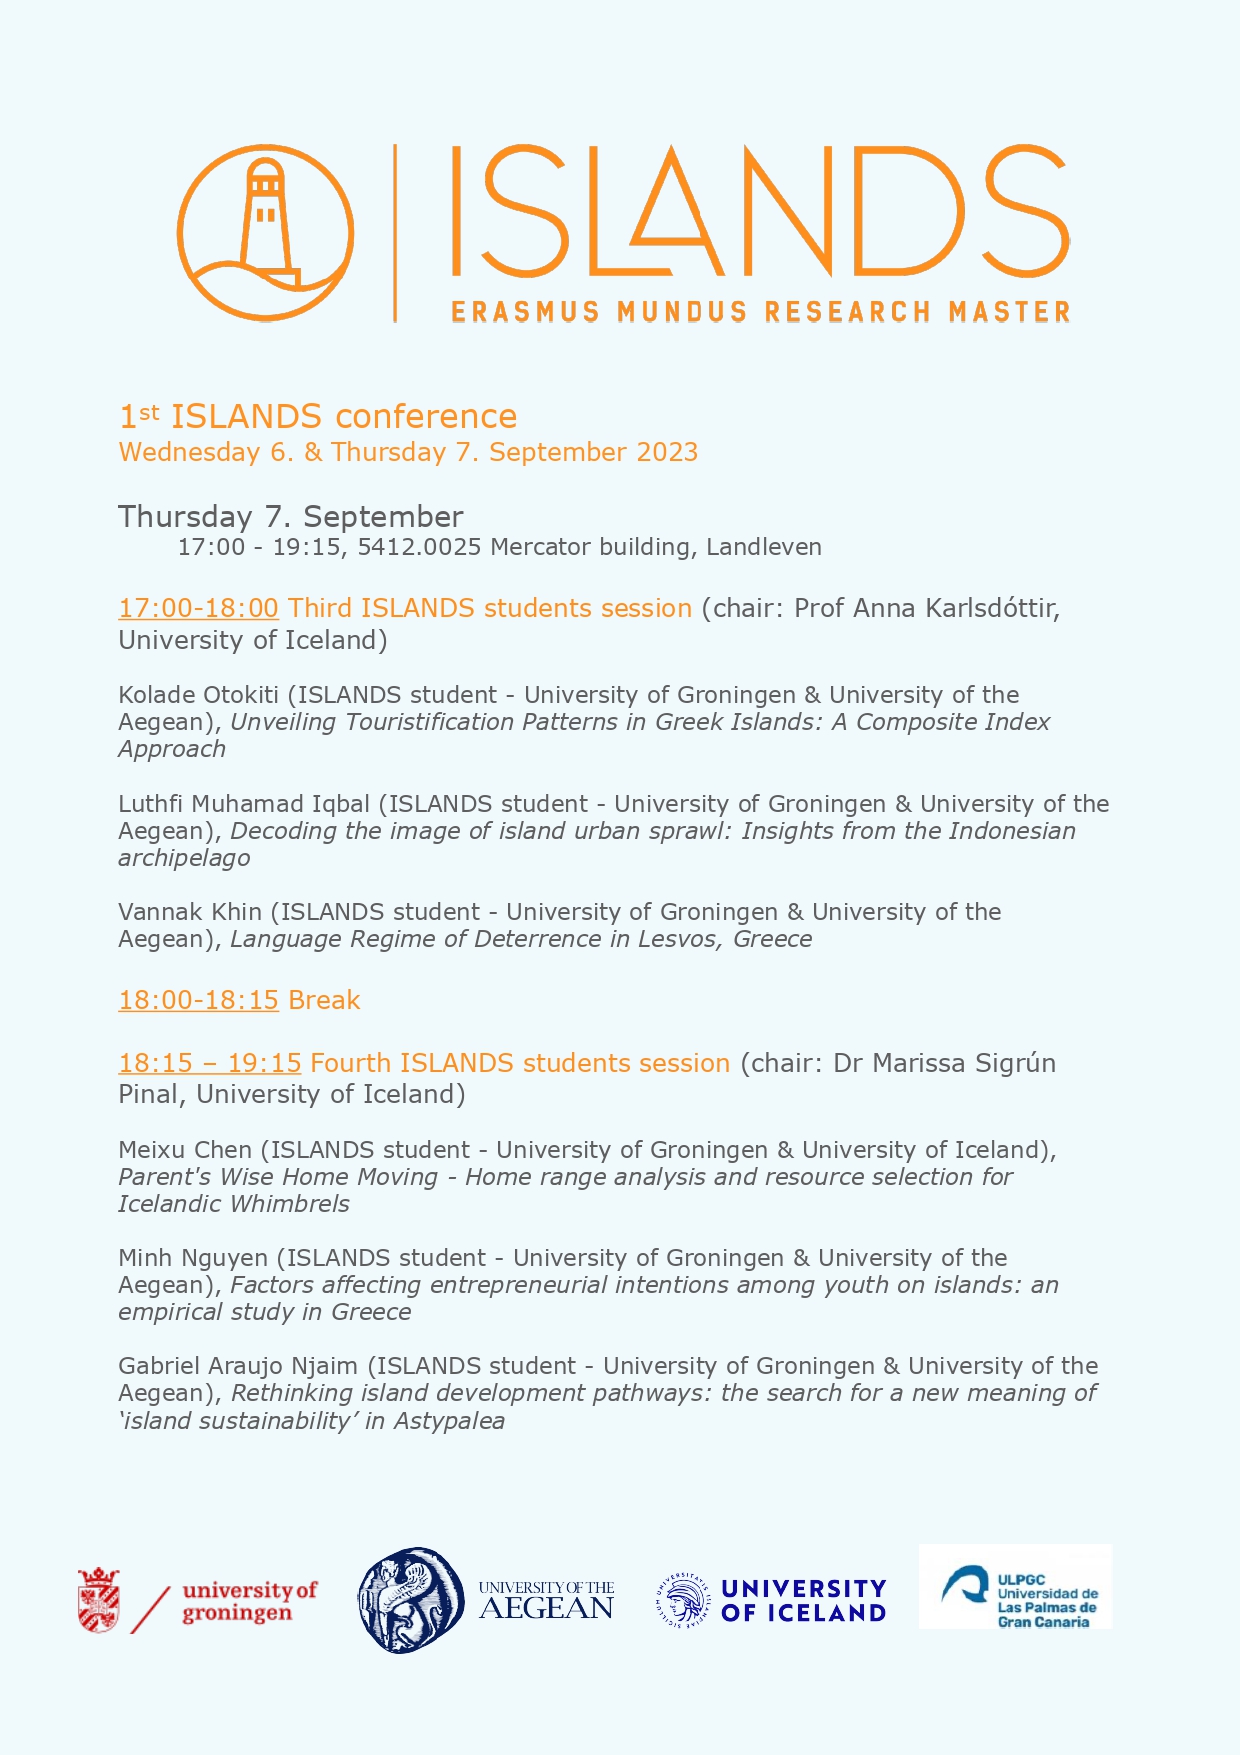 ISLANDS
ERASMUS MUNDUS RESEARCH MASTER
1st ISLANDS conference
Wednesday 6. & Thursday 7. September 2023
Thursday 7. September
17:00 - 19:15, 5412.0025 Mercator building, Landleven
17:00-18:00 Third ISLANDS students session (chair: Prof Anna Karlsdóttir,
University of Iceland)
Kolade Otokiti (ISLANDS student - University of Groningen & University of the
Aegean), Unveiling Touristification Patterns in Greek Islands: A Composite Index
Approach
Luthfi Muhamad Iqbal (ISLANDS student - University of Groningen & University of the
Aegean), Decoding the image of island urban sprawl: Insights from the Indonesian
archipelago
Vannak Khin (ISLANDS student - University of Groningen & University of the
Aegean), Language Regime of Deterrence in Lesvos, Greece
18:00-18:15 Break
18:15 – 19:15 Fourth ISLANDS students session (chair: Dr Marissa Sigrún
Pinal, University of Iceland)
Meixu Chen (ISLANDS student - University of Groningen & University of Iceland),
Parent's Wise Home Moving - Home range analysis and resource selection for
Icelandic Whimbrels
Minh Nguyen (ISLANDS student - University of Groningen & University of the
Aegean), Factors affecting entrepreneurial intentions among youth on islands: an
empirical study in Greece
Gabriel Araujo Njaim (ISLANDS student - University of Groningen & University of the
Aegean), Rethinking island development pathways: the search for a new meaning of
‘island sustainability’ in Astypalea
university of
groningen
UNIVERSITY OF THE
AEGEAN
UNIVERSITY
OF ICELAND
ULPGC
Universidad de
Las Palmas de
Gran Canaria